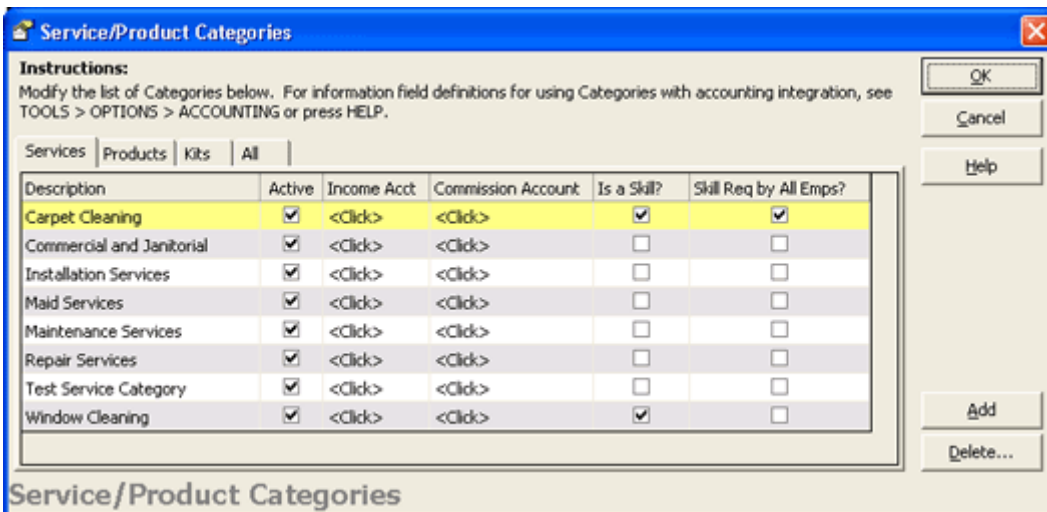 Service/Product Categories
Instructions:
Modify the list of Categories below. For information field definitions for using Categories with accounting integration, see
TOOLS > OPTIONS > ACCOUNTING or press HELP.
OK
Cancel
Help
Services Products Kits All
Description Active Income Acct Commission Account Is a Skill? Skill Req by All Emps?
Carpet Cleaning <Click> <Click>
Commercial and Janitorial <Click> <Click>
Installation Services <Click> <Click>
Maid Services <Click> <Click>
Maintenance Services <Click> <Click>
Repair Services <Click> <Click>
Test Service Category <Click> <Click>
Window Cleaning <Click> <Click>
Add
Delete...
Service/Product Categories